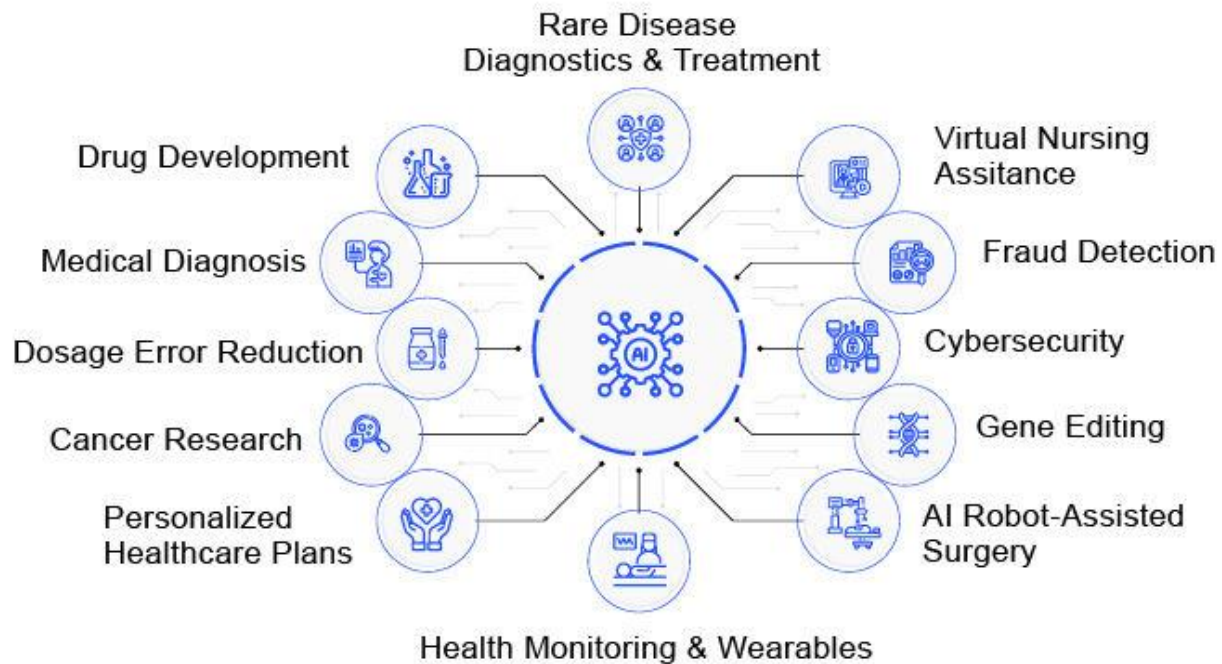 Rare Disease
Diagnostics & Treatment
Drug Development
Virtual Nursing
Assitance
Medical Diagnosis
Fraud Detection
Dosage Error Reduction
AI
Cybersecurity
Cancer Research
Gene Editing
Personalized
Healthcare Plans
AI Robot-Assisted
Surgery
Health Monitoring & Wearables